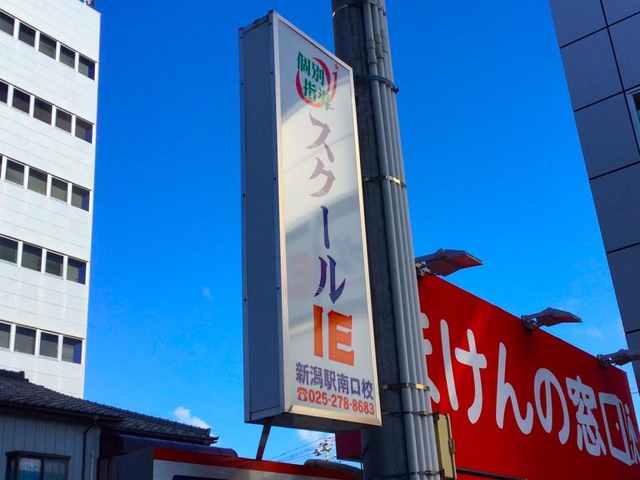 個別
指導
スクール
IE
新潟駅南口校
☎025-278-8683
まけんの窓口